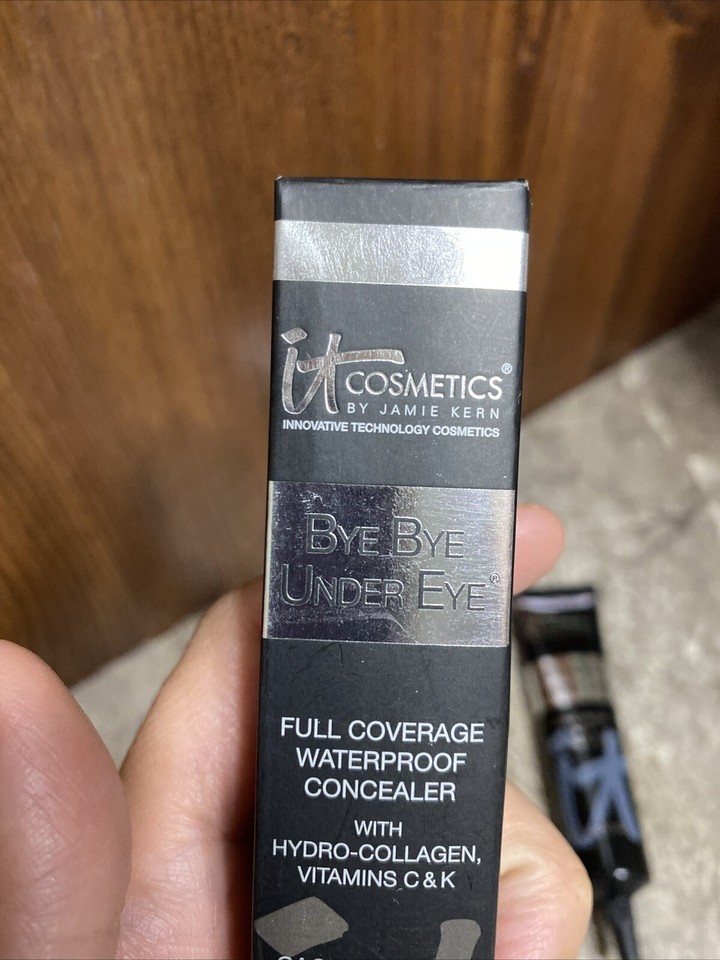 it COSMETICS®
BY JAMIE KERN
INNOVATIVE TECHNOLOGY COSMETICS
BYE BYE
UNDER EYE®
FULL COVERAGE
WATERPROOF
CONCEALER
WITH
HYDRO-COLLAGEN,
VITAMINS C & K
it